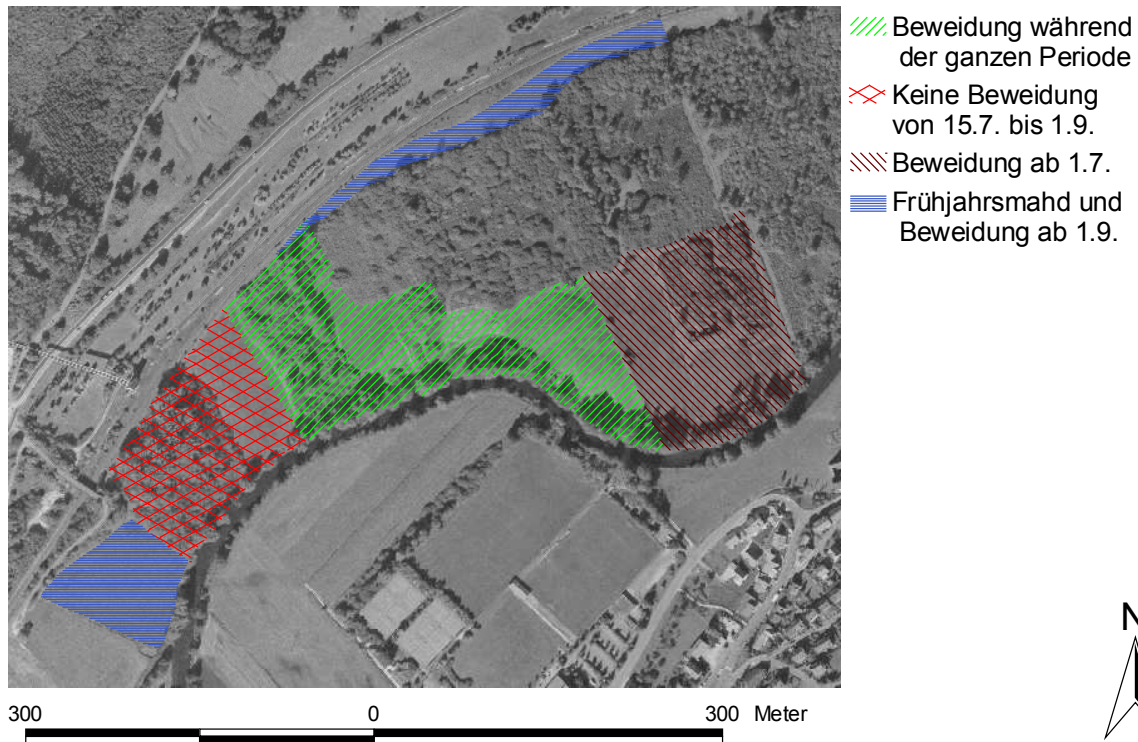 Beweidung während
der ganzen Periode
Keine Beweidung
von 15.7. bis 1.9.
Beweidung ab 1.7.
Frühjahrsmahd und
Beweidung ab 1.9.
N
300 0 300 Meter